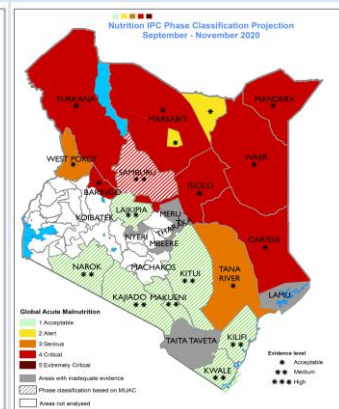 Nutrition IPC Phase Classification Projection
September - November 2020
TURKANA
MARSABIT
MANDERA
WEST POKOT
SAMBURU
WAJIR
BARINGO
ISIOLO
KOIBATEK
LAIKIPIA
MERU
THARAKA
NYERI
MBEERE
GARISSA
MACHAKOS
NAROK
KITUI
TANA
RIVER
KAJIADO
MAKUENI
LAMU
TAITA TAVETA
KILIFI
KWALE
Global Acute Malnutrition
1:Acceptable
2:Alert
3:Serious
4:Critical
5:Extremely Critical
Areas with inadequate evidence
Phase classification based on MUAC
Areas not analysed
Evidence level
* Acceptable
** Medium
*** High